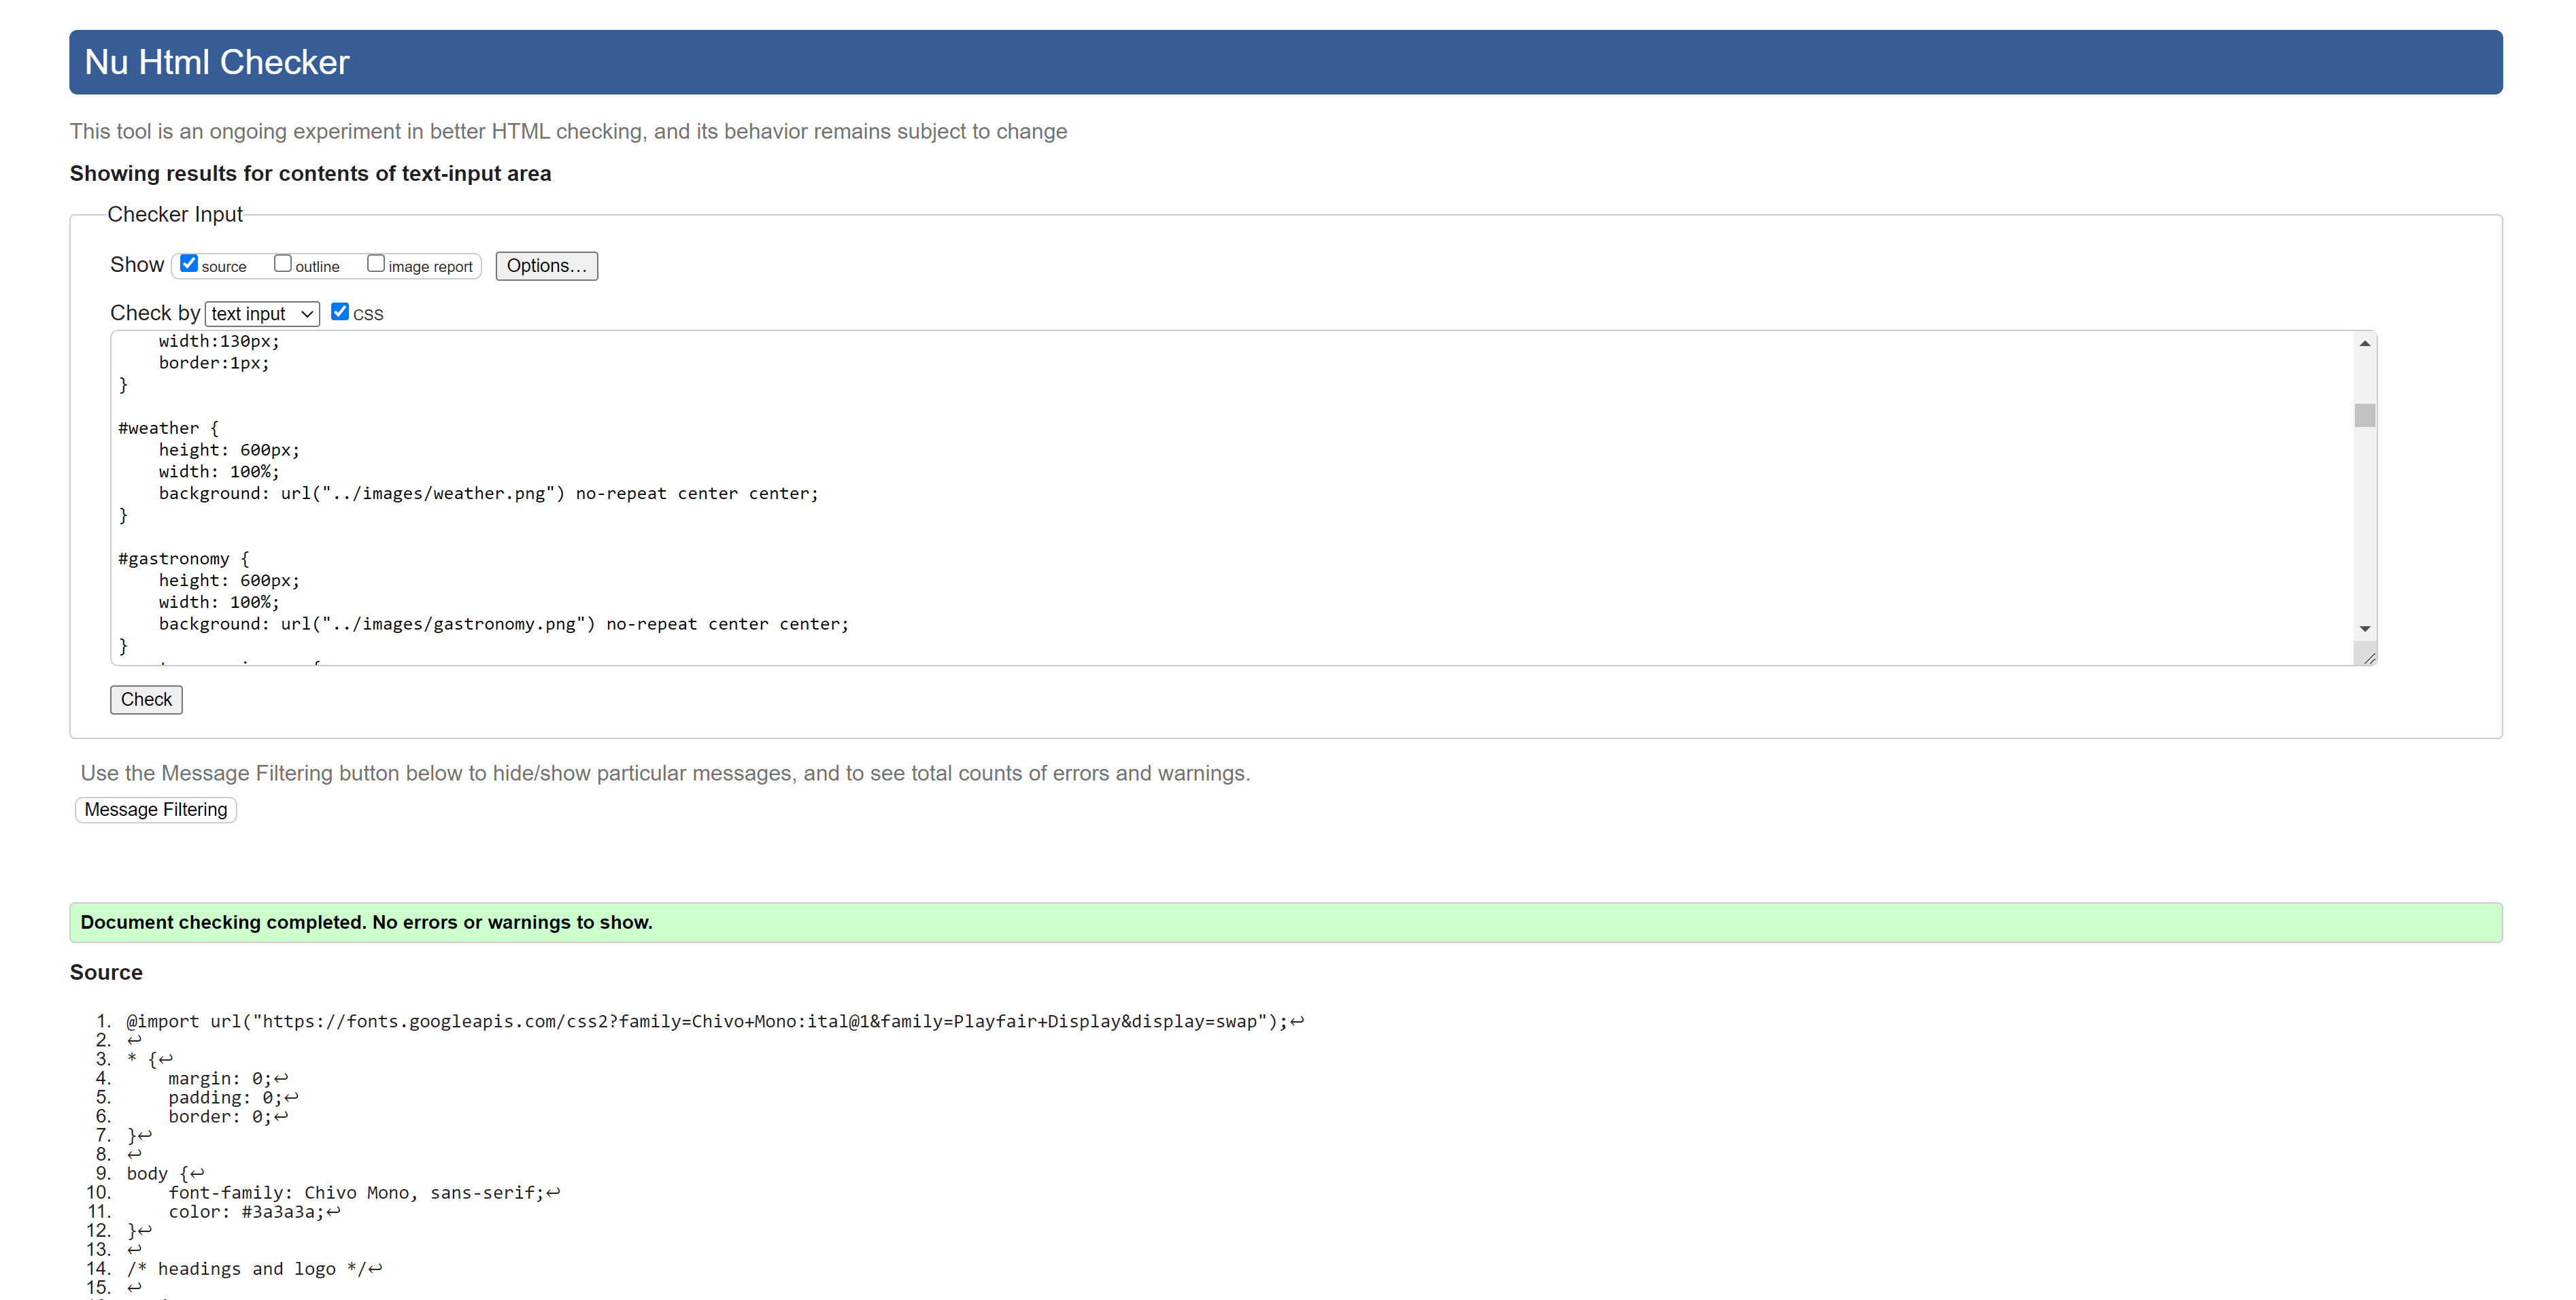 Nu Html Checker
This tool is an ongoing experiment in better HTML checking, and its behavior remains subject to change
Showing results for contents of text-input area
Checker Input
Show source outline image report Options...
Check by text input CSS
width:130px;
border:1px;
}
#weather {
height: 600px;
width: 100%;
background: url("../images/weather.png") no-repeat center center;
}
#gastronomy {
height: 600px;
width: 100%;
background: url("../images/gastronomy.png") no-repeat center center;
}
Check
Use the Message Filtering button below to hide/show particular messages, and to see total counts of errors and warnings.
Message Filtering
Document checking completed. No errors or warnings to show.
Source
1. @import url("https://fonts.googleapis.com/css2?family=Chivo+Mono:ital@1&family=Playfair+Display&display=swap");↩
2. ↩
3. * {↩
4. margin: 0;↩
5. padding: 0;↩
6. border: 0;↩
7. }↩
8. ↩
9. body {↩
10. font-family: Chivo Mono, sans-serif;↩
11. color: #3a3a3a;↩
12. }↩
13. ↩
14. /* headings and logo */↩
15. ↩